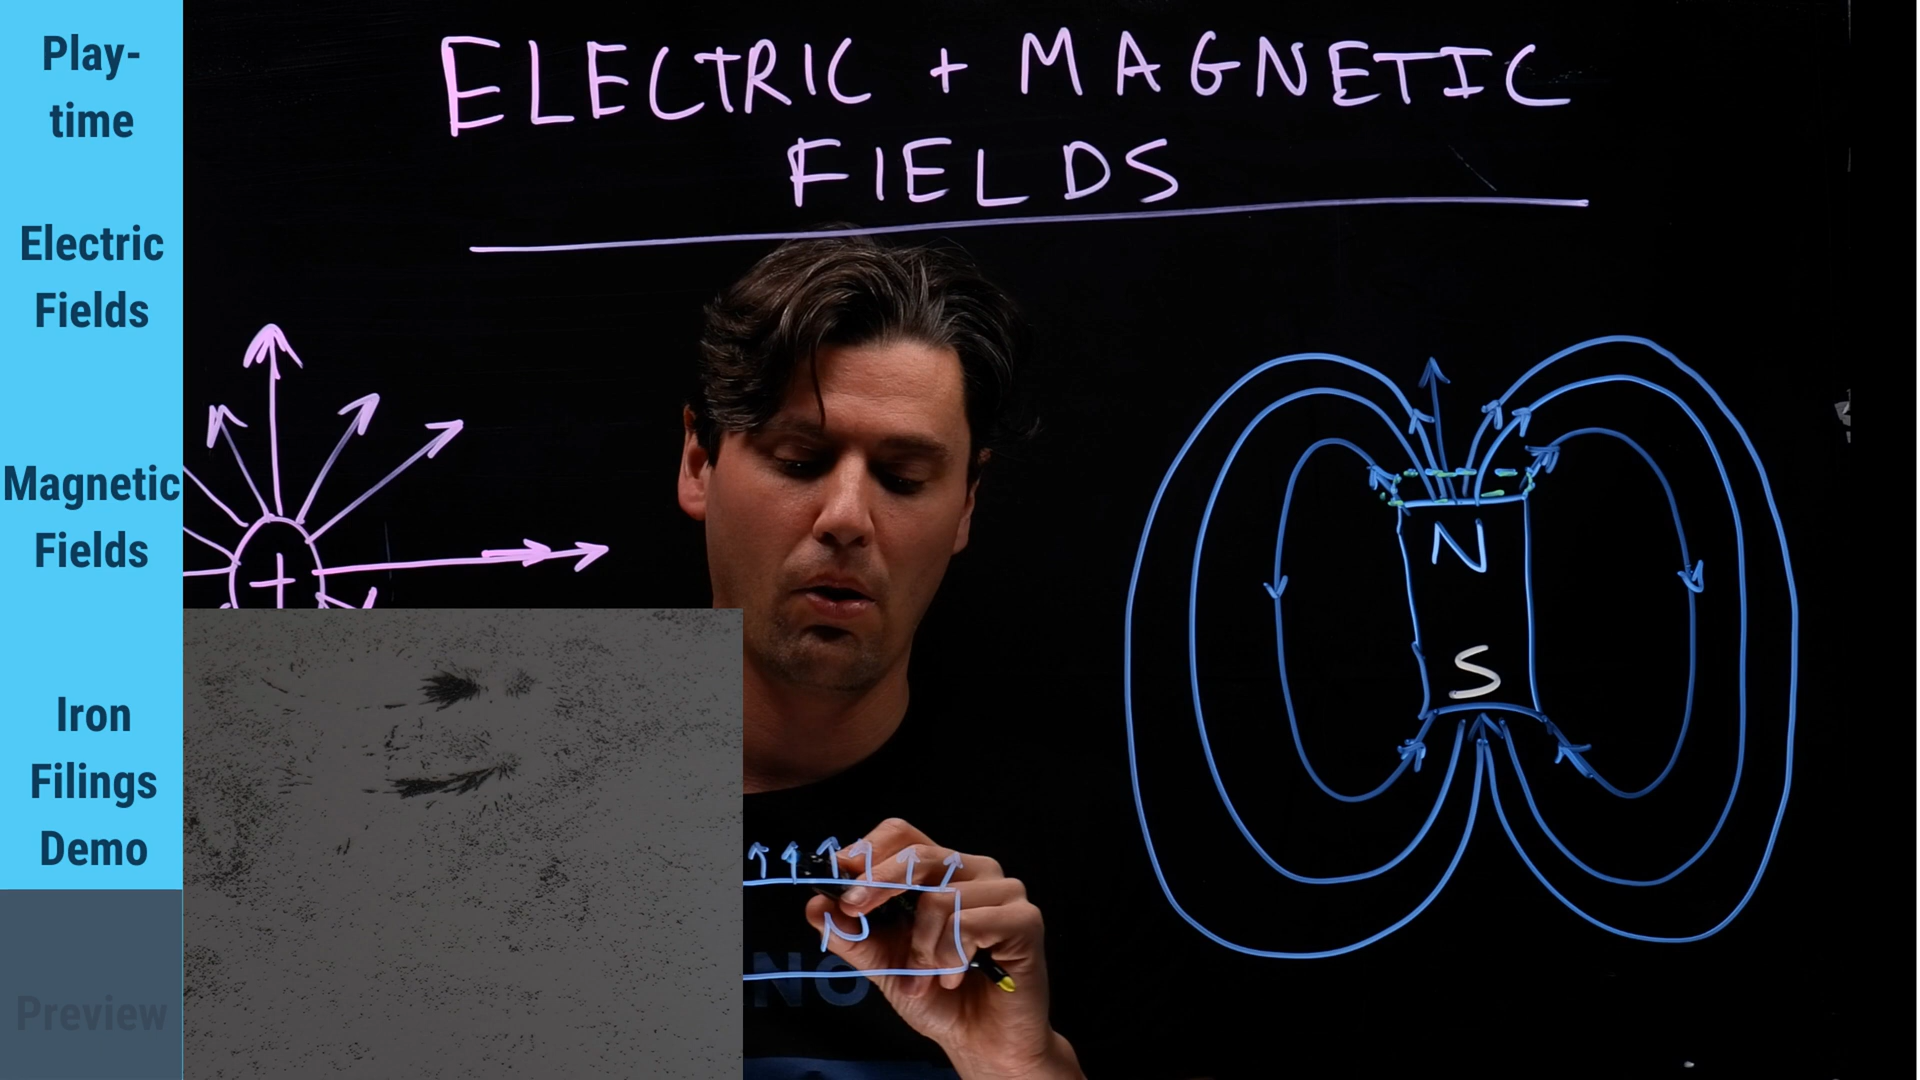 Play-
time
Electric
Fields
Magnetic
Fields
Iron
Filings
Demo
Preview
ELECTRIC + MAGNETIC
FIELDS
+
N
S
N